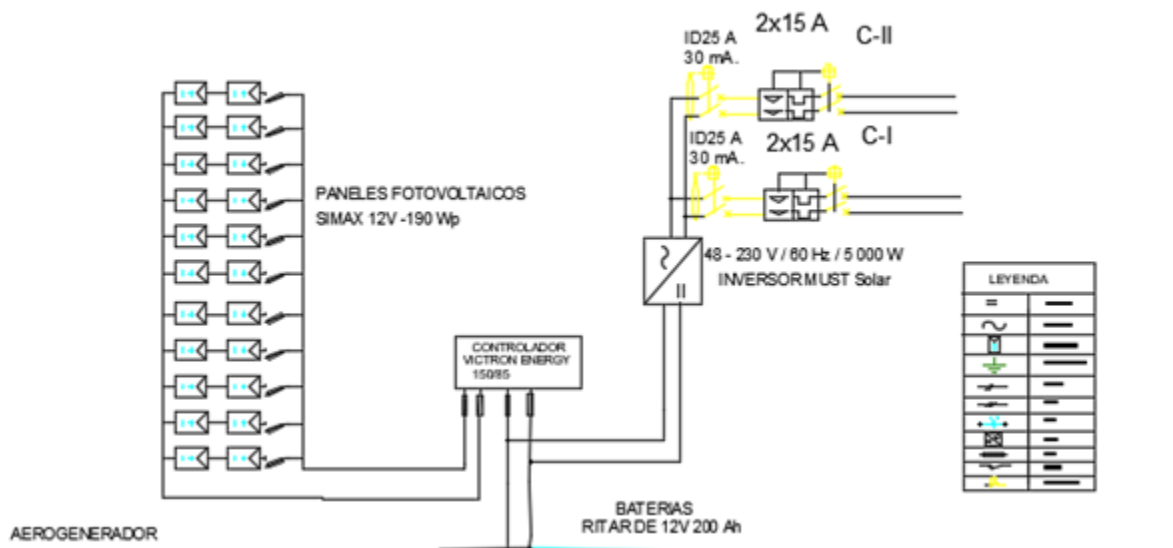 2x15 A
C-II
ID25 A
30 mA.
ID25 A
30 mA.
2x15 A
C-I
PANELES FOTOVOLTAICOS
SIMAX 12V -190 Wp
48 - 230 V / 60 Hz / 5 000 W
INVERSOR MUST Solar
LEYENDA
CONTROLADOR
VICTRON ENERGY
150/85
BATERIAS
RITAR DE 12V 200 Ah
AEROGENERADOR